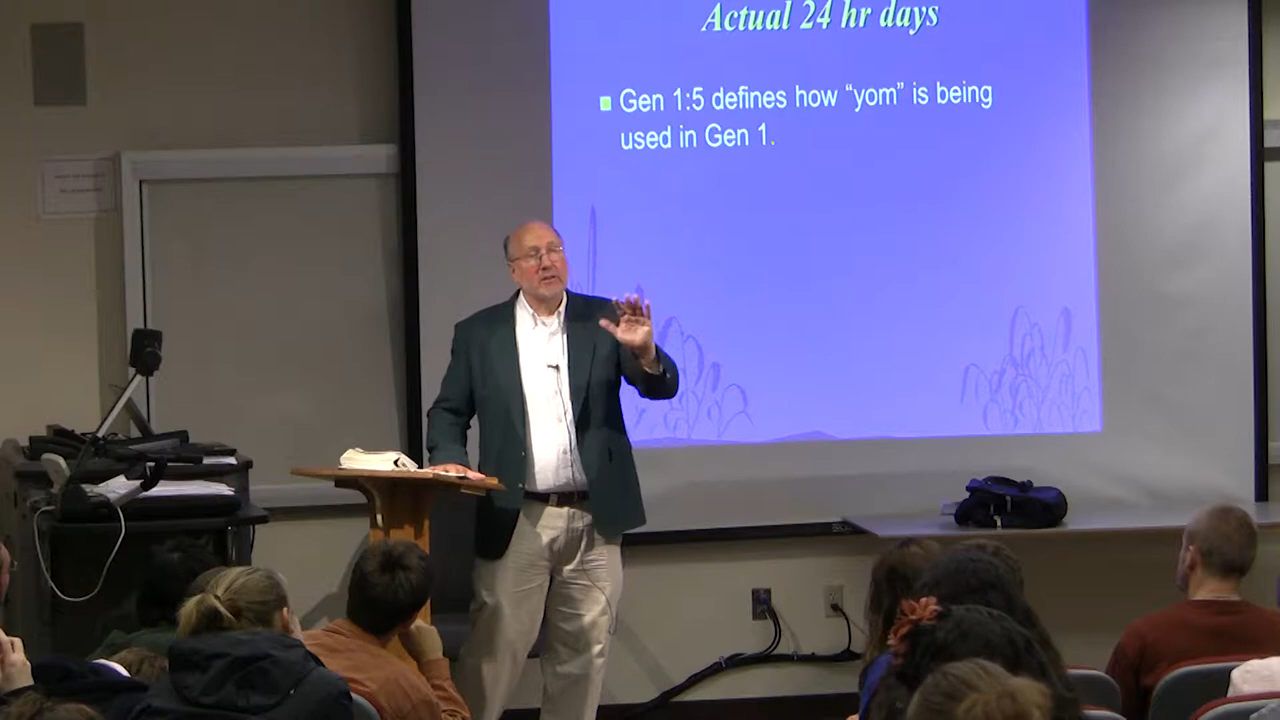 Actual 24 hr days
Gen 1:5 defines how “yom” is being
used in Gen 1.